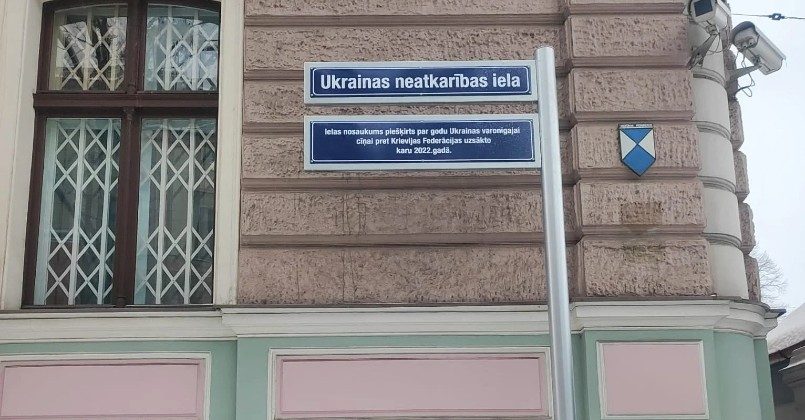 Ukrainas neatkarības iela
Ielas nosaukums piešķirts par godu Ukrainas varonīgajai
cīņai pret Krievijas Federācijas uzsākto
karu 2022.gadā.